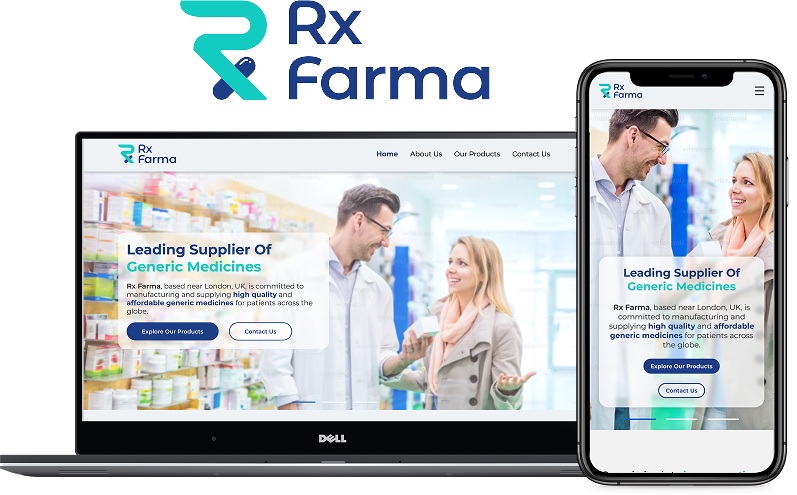 Rx
Farma
Rx
Farma
Home About Us Our Products Contact Us
Leading Supplier Of
Generic Medicines
Rx Farma, based near London, UK, is committed to
manufacturing and supplying high quality and
affordable generic medicines for patients across the
globe.
Explore Our Products Contact Us
DELL
Rx
Farma
Leading Supplier Of
Generic Medicines
Rx Farma, based near London, UK, is
committed to manufacturing and
supplying high quality and affordable
generic medicines for patients across
the globe.
Explore Our Products
Contact Us